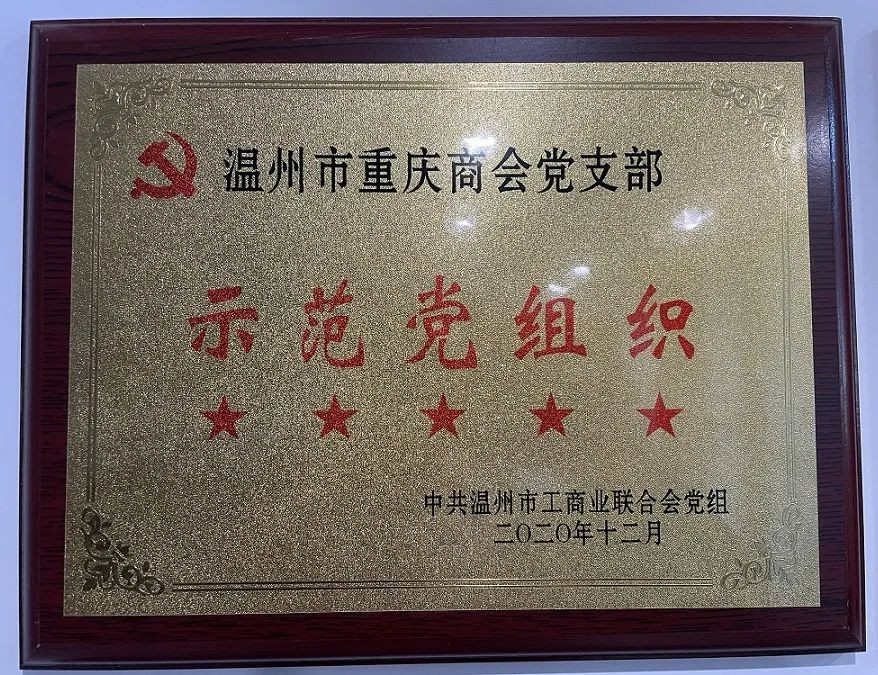 温州市重庆商会党支部
示范党组织
中共温州市工商业联合会党组
二〇二〇年十二月